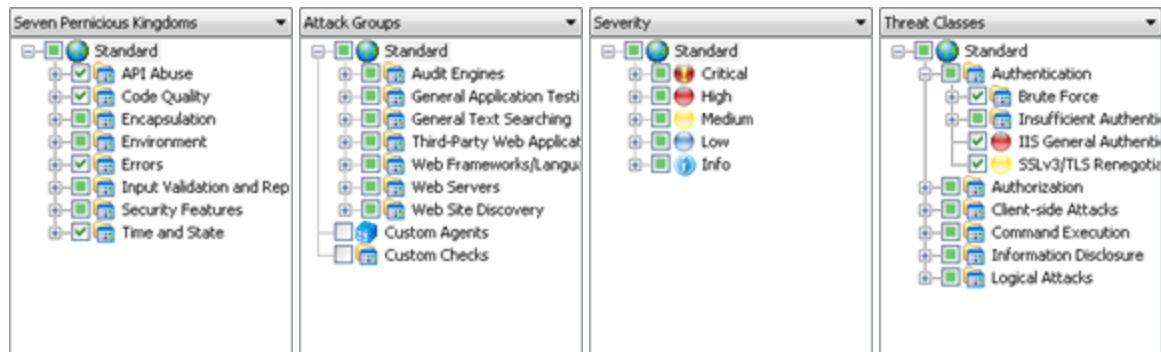 Seven Pernicious Kingdoms
Standard
API Abuse
Code Quality
Encapsulation
Environment
Errors
Input Validation and Rep
Security Features
Time and State
Attack Groups
Standard
Audit Engines
General Application Testi
General Text Searching
Third-Party Web Applicat
Web Frameworks/Langu
Web Servers
Web Site Discovery
Custom Agents
Custom Checks
Severity
Standard
Critical
High
Medium
Low
Info
Threat Classes
Standard
Authentication
Brute Force
Insufficient Authenti
IIS General Authenti
SSLv3/TLS Renegotia
Authorization
Client-side Attacks
Command Execution
Information Disclosure
Logical Attacks